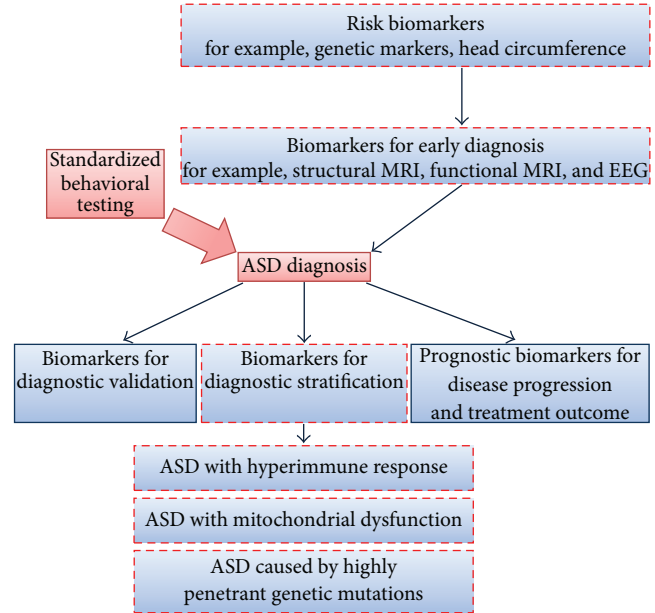 Risk biomarkers
for example, genetic markers, head circumference
Biomarkers for early diagnosis
for example, structural MRI, functional MRI, and EEG
Standardized
behavioral
testing
ASD diagnosis
Biomarkers for
diagnostic validation
Biomarkers for
diagnostic stratification
Prognostic biomarkers for
disease progression
and treatment outcome
ASD with hyperimmune response
ASD with mitochondrial dysfunction
ASD caused by highly
penetrant genetic mutations